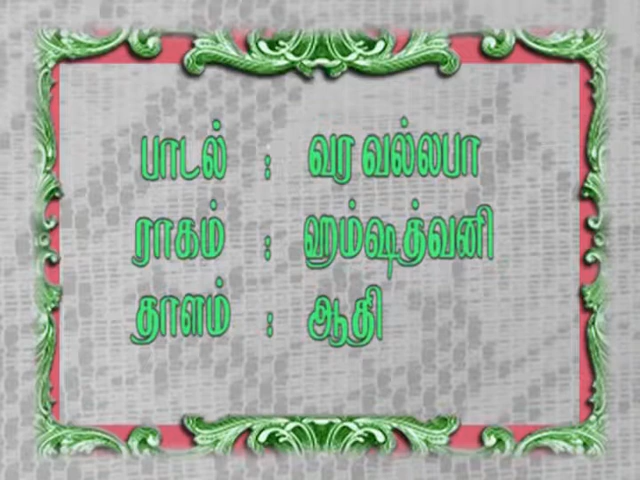 பாடல் : வர வல்லபா
ராகம் : ஹம்ஷத்வனி
தாளம் : ஆதி